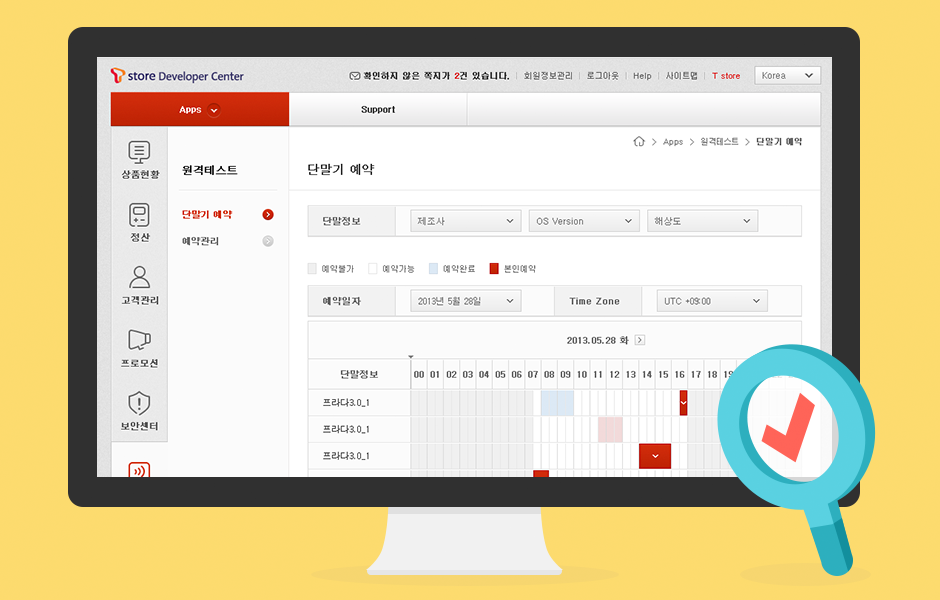 T store Developer Center
확인하지 않은 쪽지가 2건 있습니다. 회원정보관리 로그아웃 Help 사이트맵 T store Korea
Apps Support
Apps 원격테스트 단말기 예약
상품현황
정산
고객관리
프로모션
보안센터
원격테스트
단말기 예약
예약관리
단말기 예약
단말정보 제조사 OS Version 해상도
예약불가 예약가능 예약완료 본인예약
예약일자 2013년 5월 28일 Time Zone UTC +09:00
2013.05.28 화
단말정보 00 01 02 03 04 05 06 07 08 09 10 11 12 13 14 15 16 17 18
프라다3.0_1
프라다3.0_1
프라다3.0_1